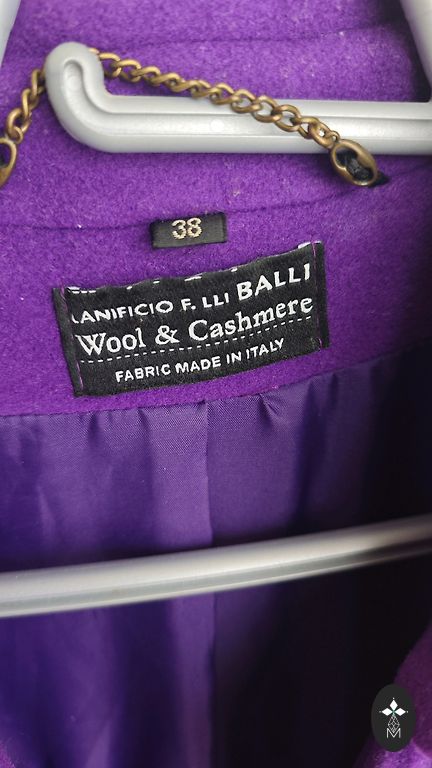 38
LANIFICIO F. LLI BALLI
Wool & Cashmere
FABRIC MADE IN ITALY
M